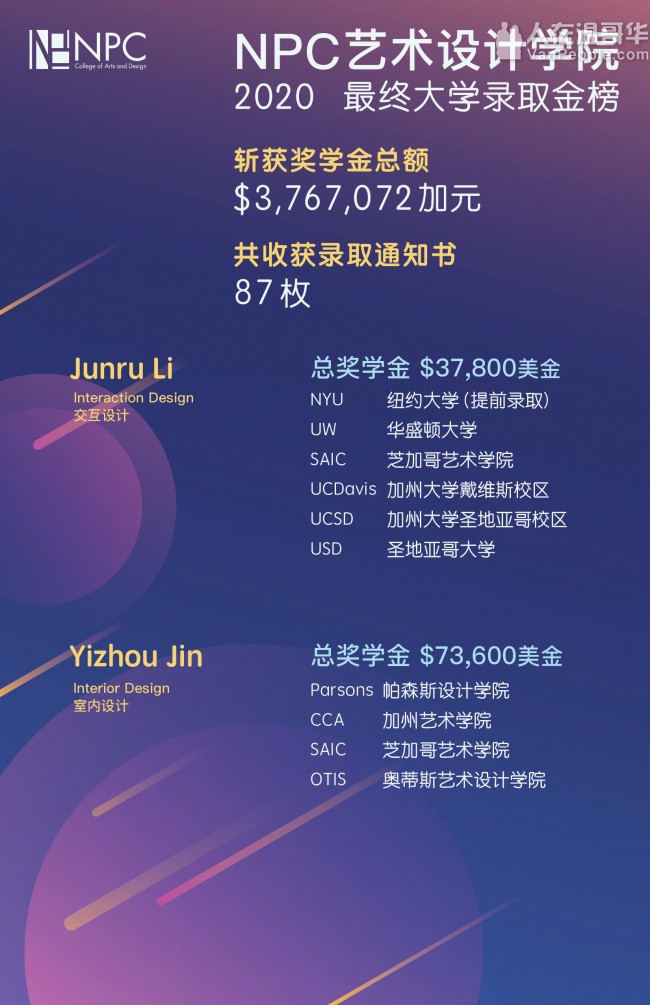 NPC
College of Arts and Design
人在温哥华
VanPeople.com
NPC艺术设计学院
2020 最终大学录取金榜
斩获奖学金总额
$3,767,072加元
共收获录取通知书
87枚
Junru Li
Interaction Design
交互设计
总奖学金 $37,800美金
NYU 纽约大学(提前录取)
UW 华盛顿大学
SAIC 芝加哥艺术学院
UCDavis 加州大学戴维斯校区
UCSD 加州大学圣地亚哥校区
USD 圣地亚哥大学
Yizhou Jin
Interior Design
室内设计
总奖学金 $73,600美金
Parsons 帕森斯设计学院
CCA 加州艺术学院
SAIC 芝加哥艺术学院
OTIS 奥蒂斯艺术设计学院